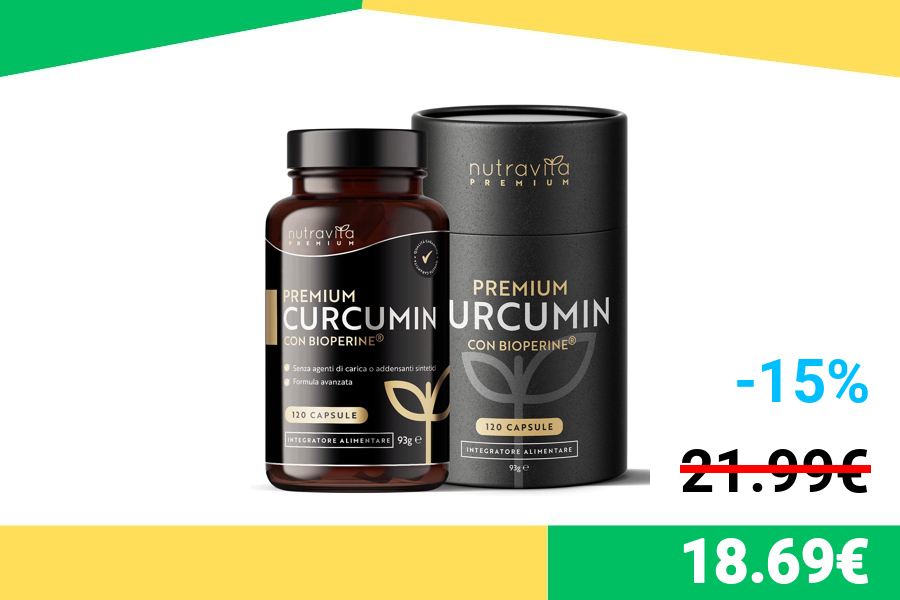 nutravita
PREMIUM
PREMIUM
CURCUMIN
CON BIOPERINE®
Senza agenti di carica o addensanti sintetici
Formula avanzata
120 CAPSULE
INTEGRATORE ALIMENTARE 93g ℮
nutravita
PREMIUM
PREMIUM
URCUMIN
CON BIOPERINE®
120 CAPSULE
INTEGRATORE ALIMENTARE
93g ℮
-15%
21.99€
18.69€